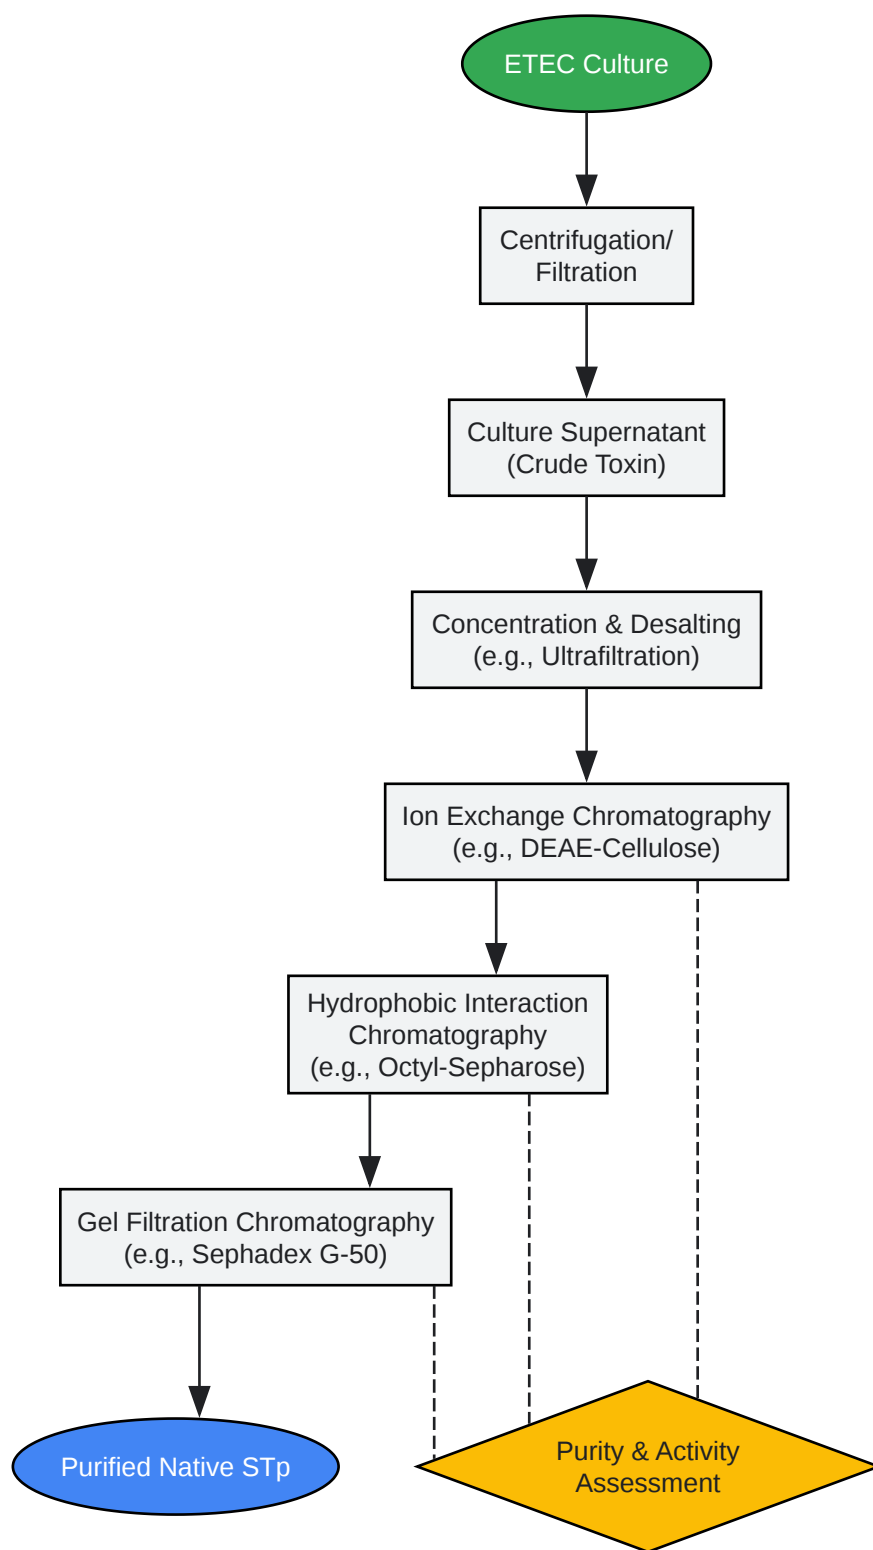 ETEC Culture
Centrifugation/
Filtration
Culture Supernatant
(Crude Toxin)
Concentration & Desalting
(e.g., Ultrafiltration)
Ion Exchange Chromatography
(e.g., DEAE-Cellulose)
Hydrophobic Interaction
Chromatography
(e.g., Octyl-Sepharose)
Gel Filtration Chromatography
(e.g., Sephadex G-50)
Purified Native STp
Purity & Activity
Assessment